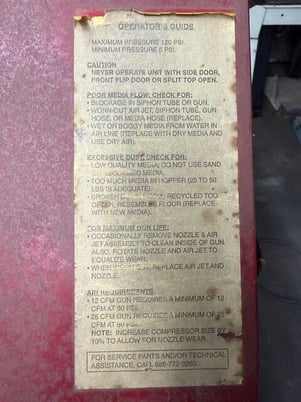 OPERATOR'S GUIDE
MAXIMUM PRESSURE 120 PSI.
MINIMUM PRESSURE 5 PSI.
CAUTION
NEVER OPERATE UNIT WITH SIDE DOOR,
FRONT FLIP DOOR OR SPLIT TOP OPEN.
POOR MEDIA FLOW, CHECK FOR:
• BLOCKAGE IN SIPHON TUBE OR GUN.
• WORN-OUT AIR JET, SIPHON TUBE, GUN
HOSE, OR MEDIA HOSE (REPLACE).
• WET OR SOGGY MEDIA FROM WATER IN
AIR LINE (REPLACE WITH DRY MEDIA AND
USE DRY AIR).
EXCESSIVE DUST, CHECK FOR:
• LOW QUALITY MEDIA: DO NOT USE SAND
MEDIA.
• TOO MUCH MEDIA IN HOPPER (25 TO 50
LBS IS ADEQUATE).
• BROKEN RECYCLED TOO
OFTEN, RESEMBLES FLOUR (REPLACE
WITH NEW MEDIA).
FOR MAXIMUM GUN LIFE:
• OCCASIONALLY REMOVE NOZZLE & AIR
JET ASSEMBLY TO CLEAN INSIDE OF GUN
ALSO, ROTATE NOZZLE AND AIR JET TO
EQUALIZE WEAR.
• WHEN REPLACE AIR JET AND
NOZZLE.
AIR REQUIREMENTS
• 12 CFM GUN REQUIRES A MINIMUM OF 12
CFM AT 80 PSI.
• 25 CFM GUN REQUIRES A MINIMUM OF 25
CFM AT 80 PSI.
NOTE: INCREASE COMPRESSOR SIZE BY
10% TO ALLOW FOR NOZZLE WEAR.
FOR SERVICE PARTS AND/OR TECHNICAL
ASSISTANCE, CALL 888-772-3263